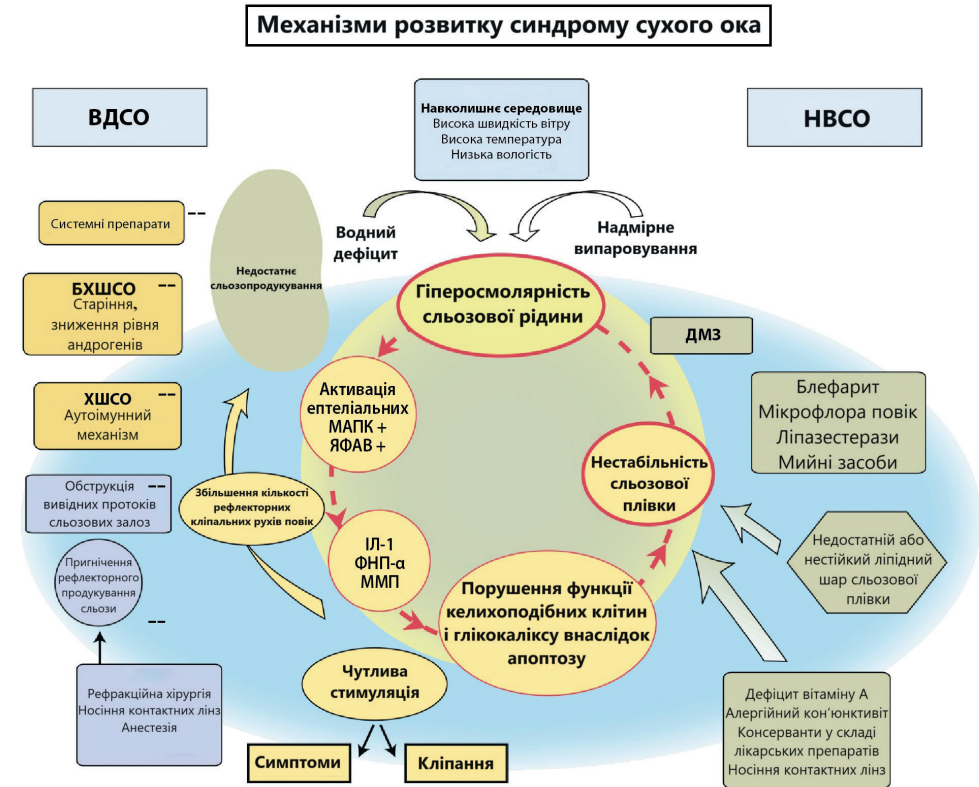 Механізми розвитку синдрому сухого ока
ВДСО
Навколишнє середовище
Висока швидкість вітру
Висока температура
Низька вологість
НВСО
Системні препарати
--
Недостатнє
сльозопродукування
Водний
дефіцит
Надмірне
випаровування
БХШСО
--
Старіння,
зниження рівня
андрогенів
Гіперосмолярність
сльозової рідини
ДМЗ
ХШСО
--
Аутоімунний
механізм
Активація
ептеліальних
МАПК +
ЯФАВ +
Блефарит
Мікрофлора повік
Ліпазестерази
Мийні засоби
Нестабільність
сльозової
плівки
Обструкція
--
вивідних протоків
сльозових залоз
Збільшення кількості
рефлекторних
кліпальних рухів повік
ІЛ-1
ФНП-α
ММП
Недостатній або
нестійкий ліпідний
шар сльозової
плівки
Пригнічення
рефлекторного
продукування
сльози
--
Порушення функції
келихоподібних клітин
і глікокаліксу внаслідок
апоптозу
Рефракційна хірургія
Носіння контактних лінз
Анестезія
Чутлива
стимуляція
Симптоми
Кліпання
Дефіцит вітаміну А
Алергійний кон’юнктивіт
Консерванти у складі
лікарських препаратів
Носіння контактних лінз